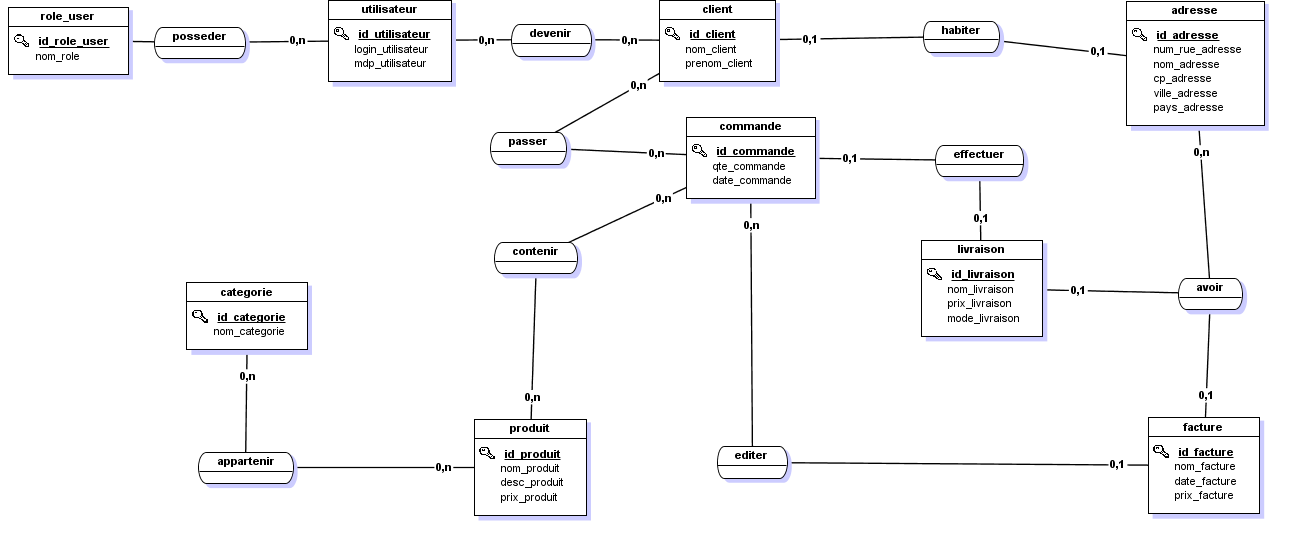 role_user
id_role_user
nom_role
posseder
0,n
utilisateur
id_utilisateur
login_utilisateur
mdp_utilisateur
0,n
devenir
0,n
client
id_client
nom_client
prenom_client
0,1
habiter
0,1
adresse
id_adresse
num_rue_adresse
nom_adresse
cp_adresse
ville_adresse
pays_adresse
0,n
passer
0,n
commande
id_commande
qte_commande
date_commande
0,1
effectuer
0,n
0,n
0,n
0,1
contenir
livraison
id_livraison
nom_livraison
prix_livraison
mode_livraison
0,1
avoir
categorie
id_categorie
nom_categorie
0,n
0,n
0,1
produit
id_produit
nom_produit
desc_produit
prix_produit
appartenir
0,n
editer
0,1
facture
id_facture
nom_facture
date_facture
prix_facture